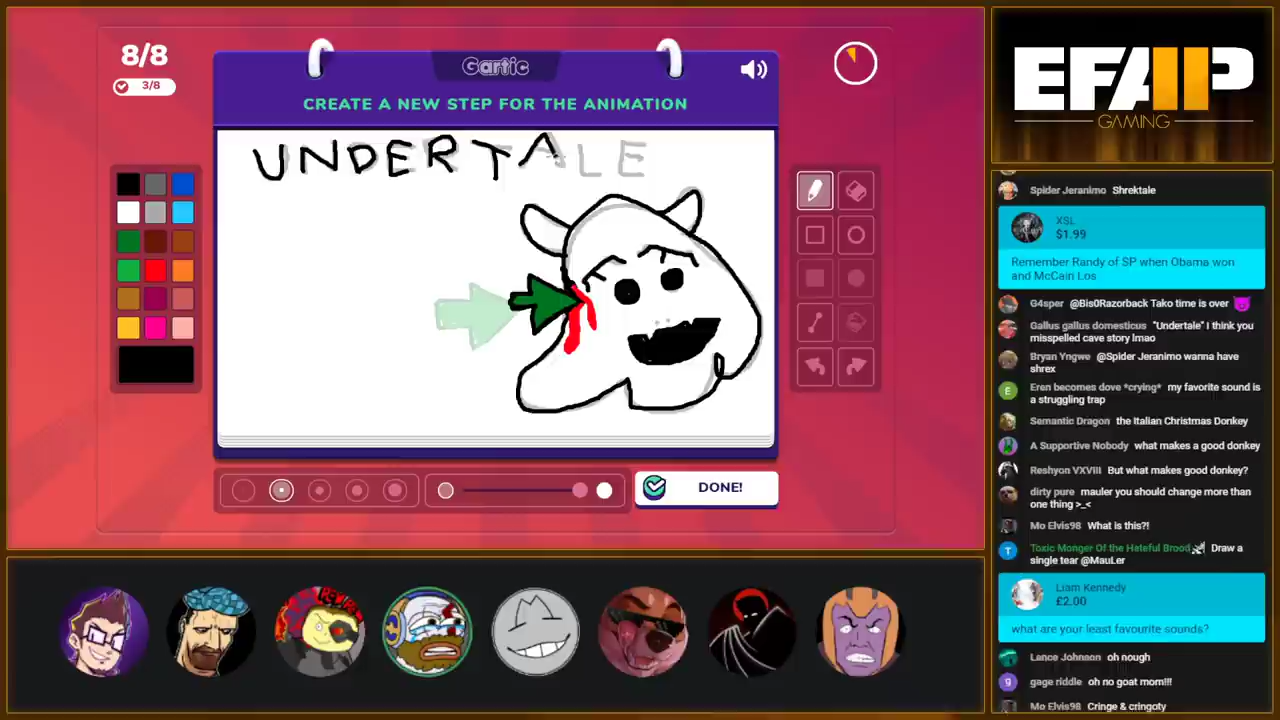 8/8
3/8
Gartic
CREATE A NEW STEP FOR THE ANIMATION
UNDERTALE
DONE!
EFAP
GAMING
Spider Jeranimo Shrektale
XSL
$1.99
Remember Randy of SP when Obama won
and McCain Los
G4sper @Bis0Razorback Tako time is over
Gallus gallus domesticus "Undertale" I think you
misspelled cave story lmao
Bryan Yngwe @Spider Jeranimo wanna have
shrex
E
Eren becomes dove *crying* my favorite sound is
a struggling trap
Semantic Dragon the Italian Christmas Donkey
A Supportive Nobody what makes a good donkey
Reshyon VXVIII But what makes good donkey?
dirty pure mauler you should change more than
one thing >_<
Mo Elvis98 What is this?!
T
Toxic Monger Of the Hateful Brood Draw a
single tear @MauLer
Liam Kennedy
£2.00
what are your least favourite sounds?
Lance Johnson oh nough
g
gage riddle oh no goat mom!!!
Mo Elvis98 Cringe & cringoty